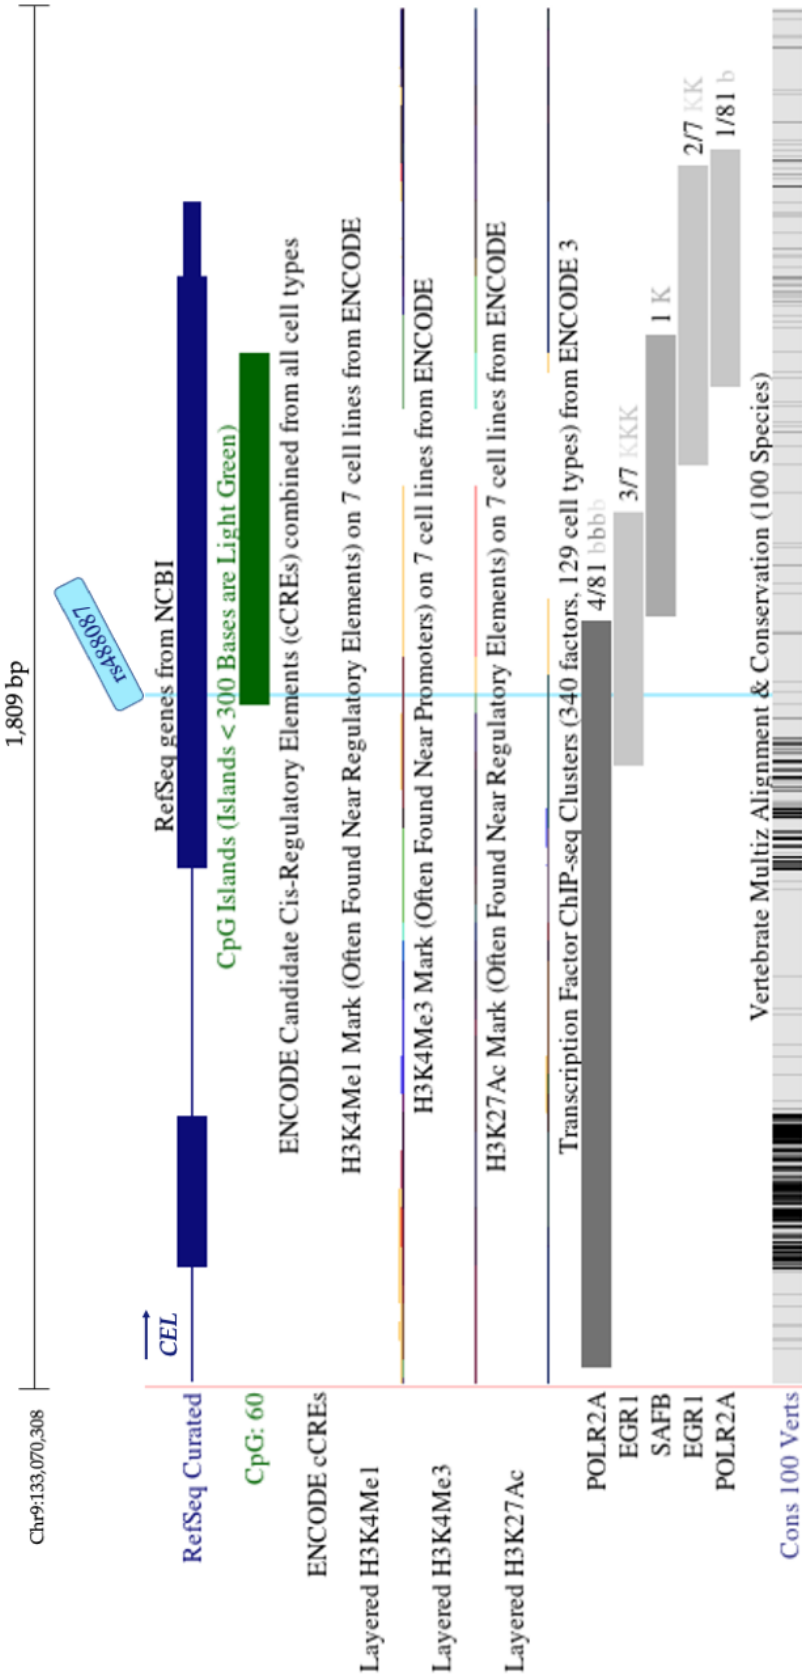 1,809 bp
Chr9:133,070,308
rs488087
RefSeq genes from NCBI
CEL
RefSeq Curated
CpG Islands (Islands < 300 Bases are Light Green)
CpG: 60
ENCODE Candidate Cis-Regulatory Elements (cCREs) combined from all cell types
ENCODE cCREs
H3K4Me1 Mark (Often Found Near Regulatory Elements) on 7 cell lines from ENCODE
Layered H3K4Me1
H3K4Me3 Mark (Often Found Near Promoters) on 7 cell lines from ENCODE
Layered H3K4Me3
H3K27Ac Mark (Often Found Near Regulatory Elements) on 7 cell lines from ENCODE
Layered H3K27Ac
Transcription Factor ChIP-seq Clusters (340 factors, 129 cell types) from ENCODE 3
POLR2A 4/81 bbbb
EGR1 3/7 KKK
SAFB 1 K
EGR1 2/7 KK
POLR2A 1/81 b
Vertebrate Multiz Alignment & Conservation (100 Species)
Cons 100 Verts